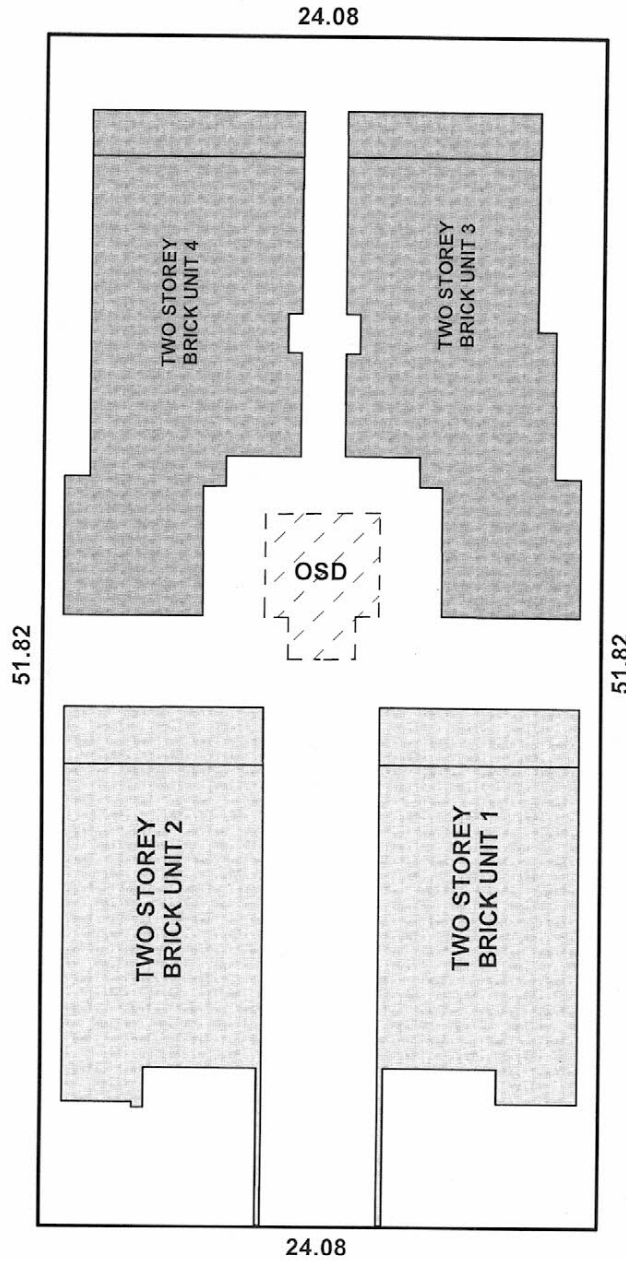 24.08
TWO STOREY
BRICK UNIT 4
TWO STOREY
BRICK UNIT 3
OSD
51.82
51.82
TWO STOREY
BRICK UNIT 2
TWO STOREY
BRICK UNIT 1
24.08